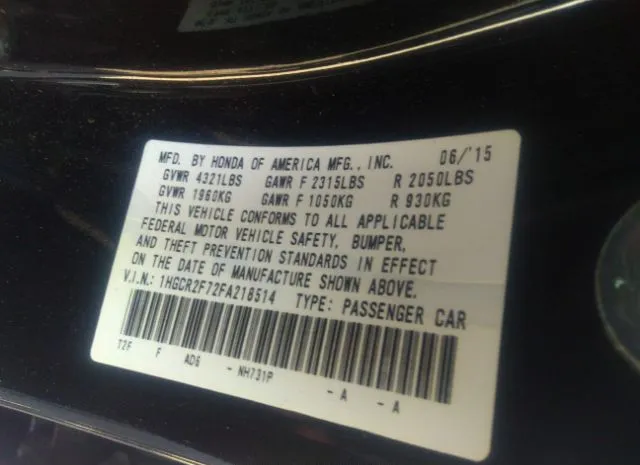 MFD. BY HONDA OF AMERICA MFG., INC. 06/'15
GVWR 4321LBS GAWR F 2315LBS R 2050LBS
GVWR 1960KG GAWR F 1050KG R 930KG
THIS VEHICLE CONFORMS TO ALL APPLICABLE
FEDERAL MOTOR VEHICLE SAFETY, BUMPER,
AND THEFT PREVENTION STANDARDS IN EFFECT
ON THE DATE OF MANUFACTURE SHOWN ABOVE.
V.I.N.: 1HGCR2F72FA218514 TYPE: PASSENGER CAR
T2F F AD6 - NH731P - A - A